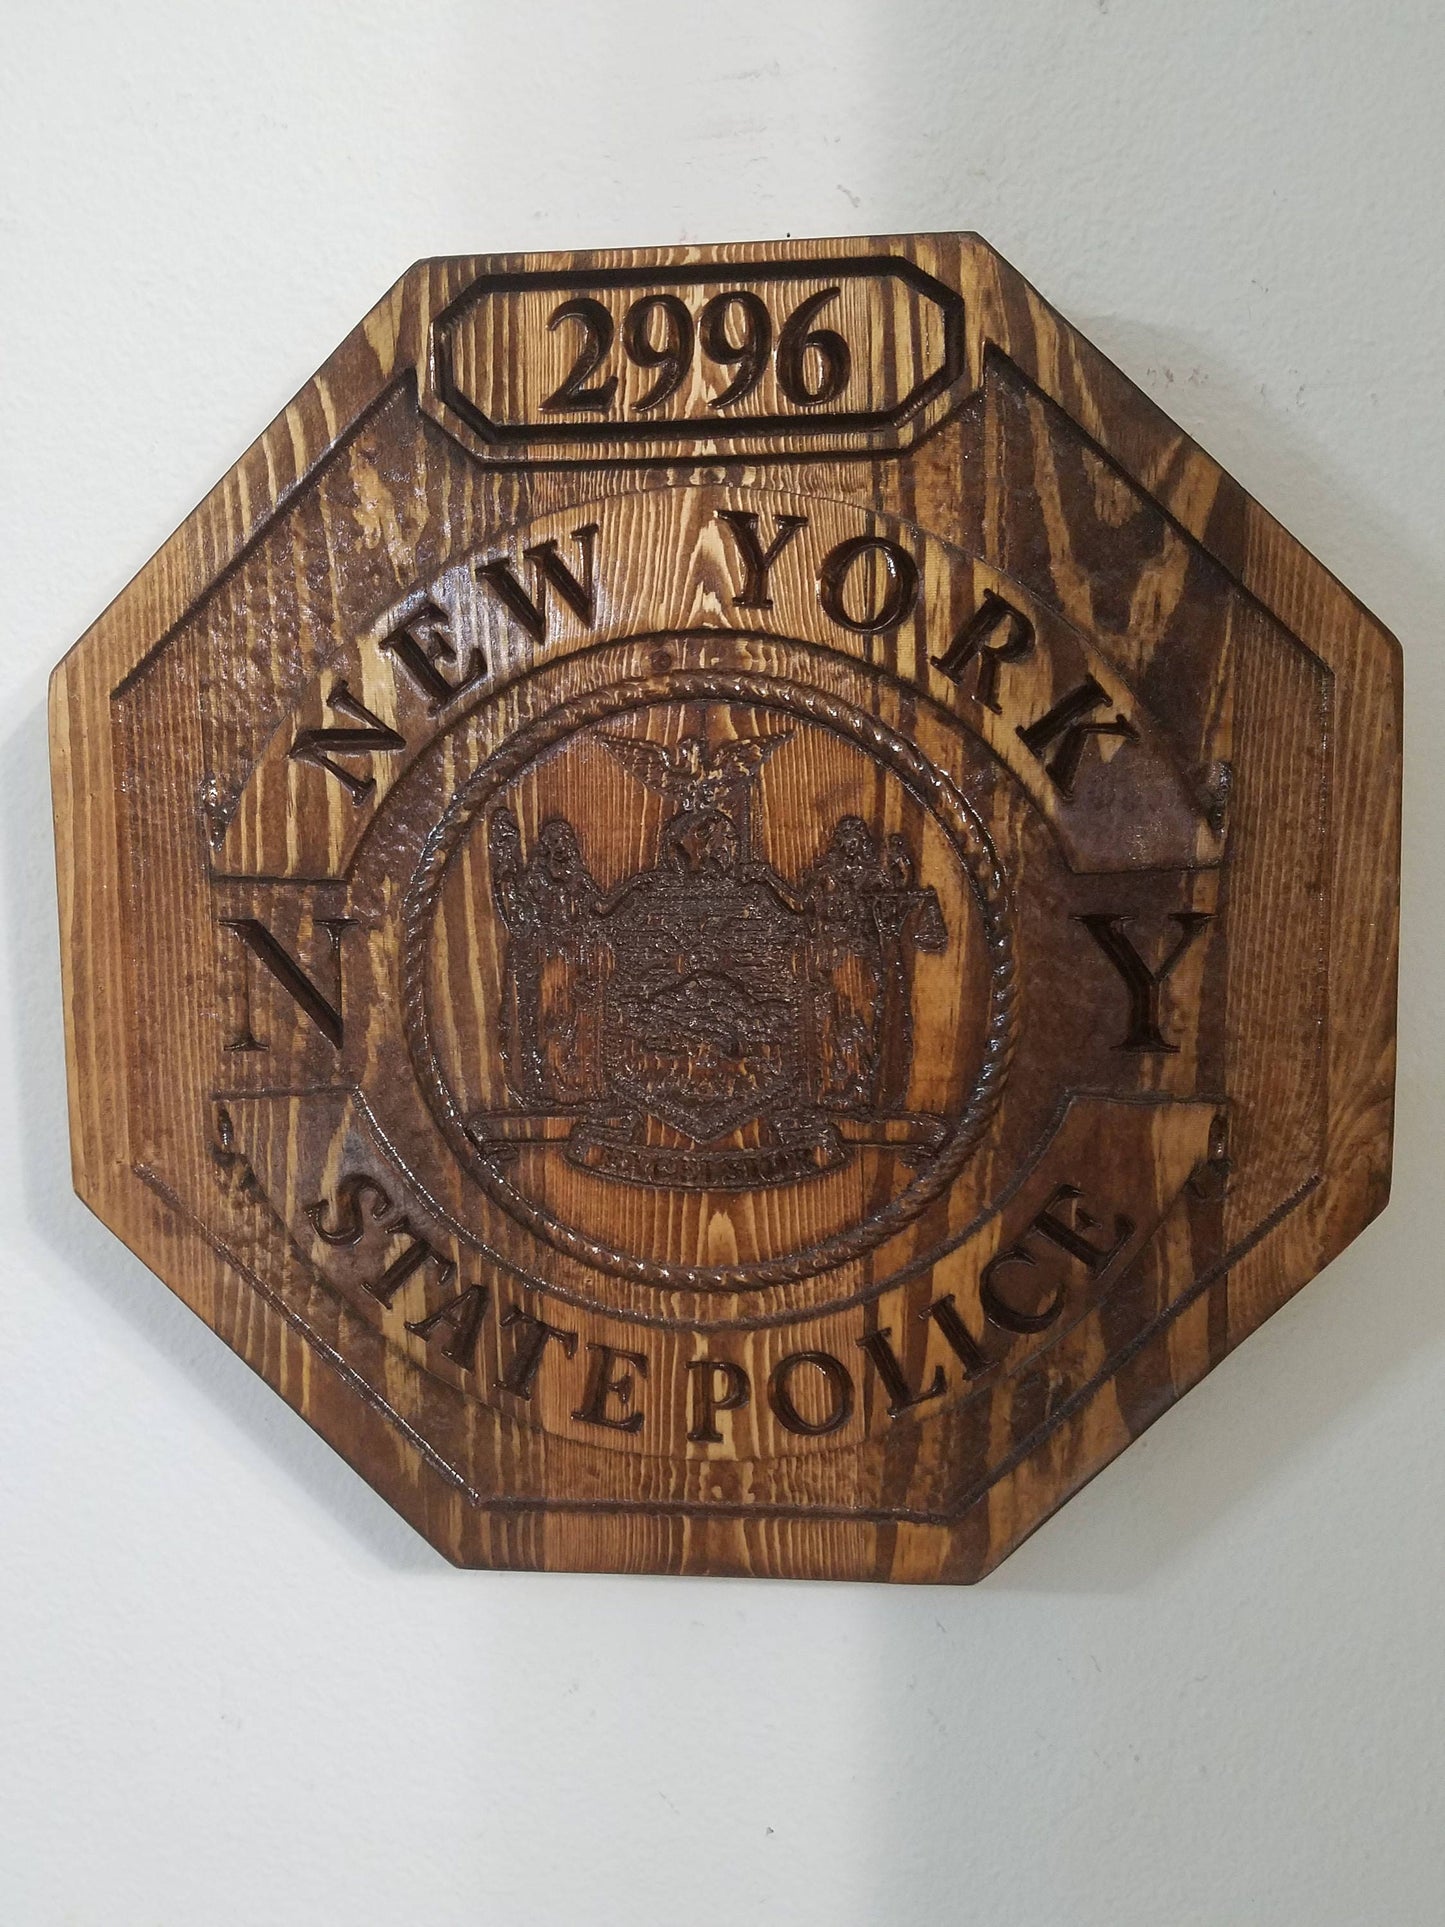 2996
NEW YORK
N Y
EXCELSIOR
STATE POLICE